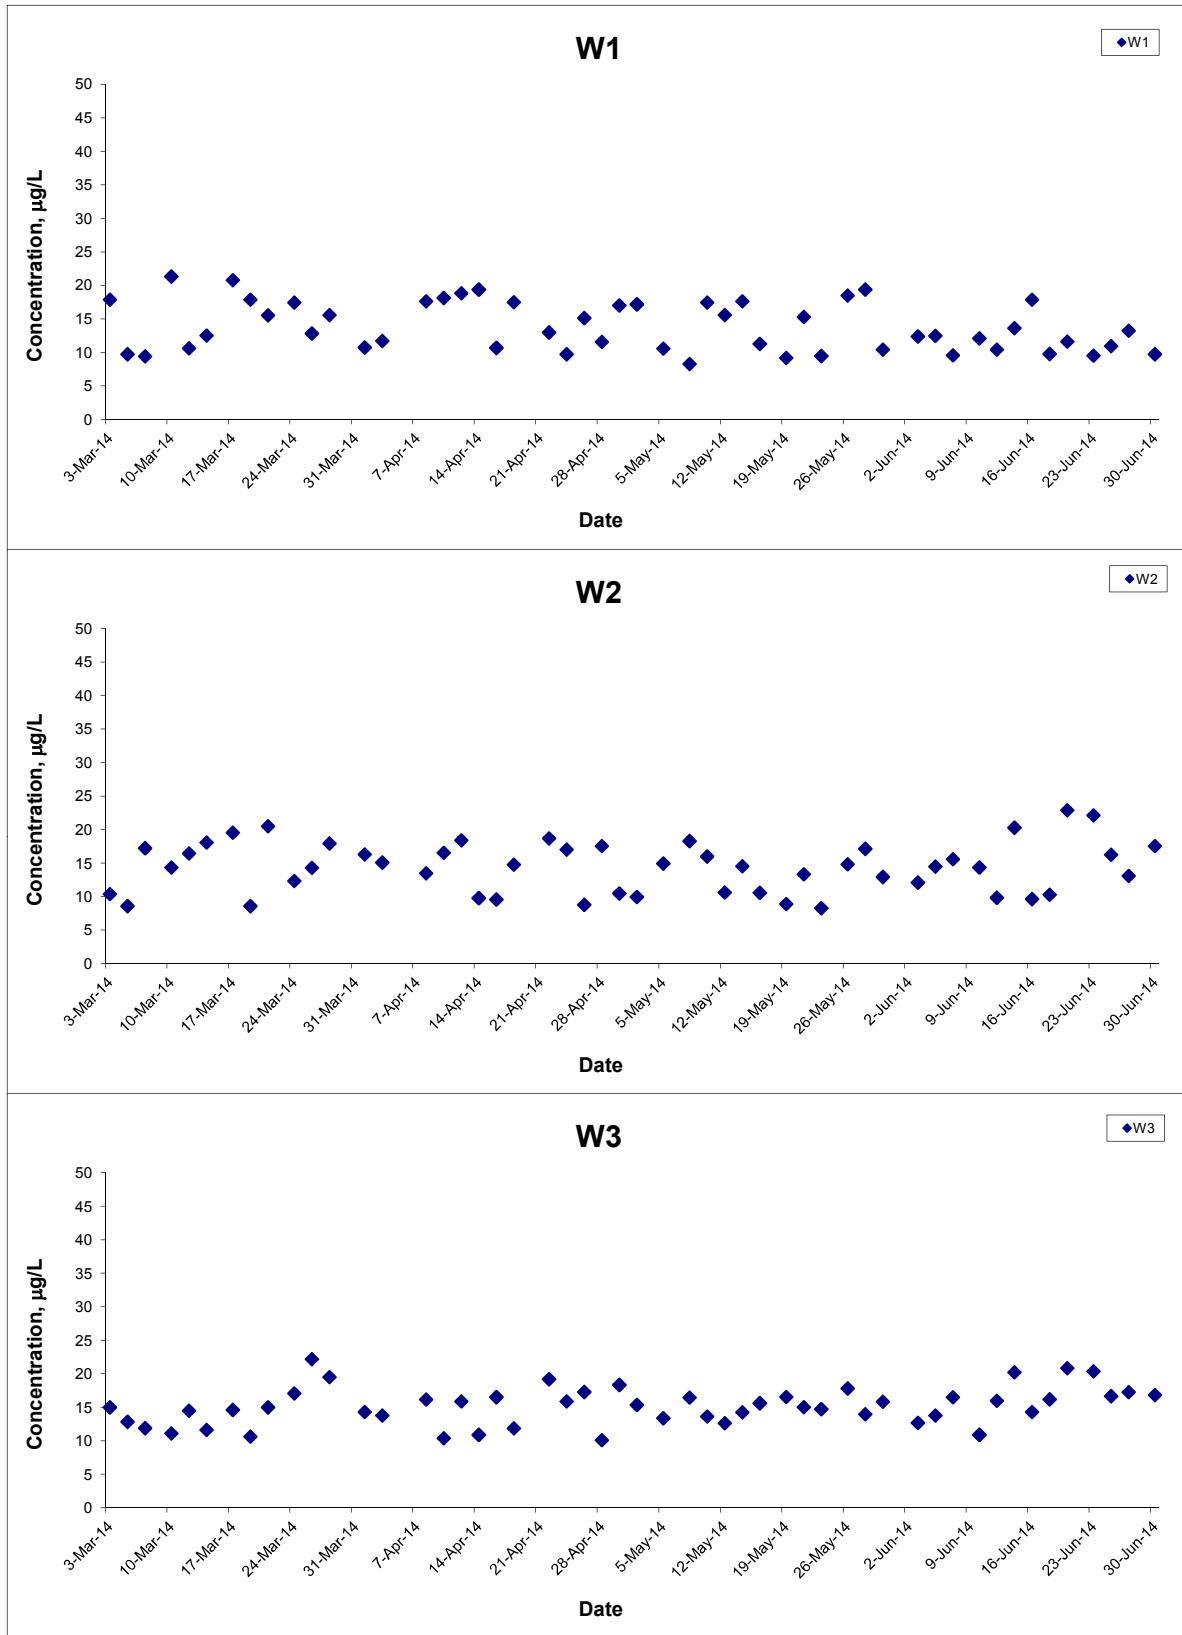 W1
W1
50
45
40
35
30
25
20
15
10
5
0
Concentration, µg/L
3-Mar-14
10-Mar-14
17-Mar-14
24-Mar-14
31-Mar-14
7-Apr-14
14-Apr-14
21-Apr-14
28-Apr-14
5-May-14
12-May-14
19-May-14
26-May-14
2-Jun-14
9-Jun-14
16-Jun-14
23-Jun-14
30-Jun-14
Date
W2
W2
50
45
40
35
30
25
20
15
10
5
0
Concentration, µg/L
3-Mar-14
10-Mar-14
17-Mar-14
24-Mar-14
31-Mar-14
7-Apr-14
14-Apr-14
21-Apr-14
28-Apr-14
5-May-14
12-May-14
19-May-14
26-May-14
2-Jun-14
9-Jun-14
16-Jun-14
23-Jun-14
30-Jun-14
Date
W3
W3
50
45
40
35
30
25
20
15
10
5
0
Concentration, µg/L
3-Mar-14
10-Mar-14
17-Mar-14
24-Mar-14
31-Mar-14
7-Apr-14
14-Apr-14
21-Apr-14
28-Apr-14
5-May-14
12-May-14
19-May-14
26-May-14
2-Jun-14
9-Jun-14
16-Jun-14
23-Jun-14
30-Jun-14
Date